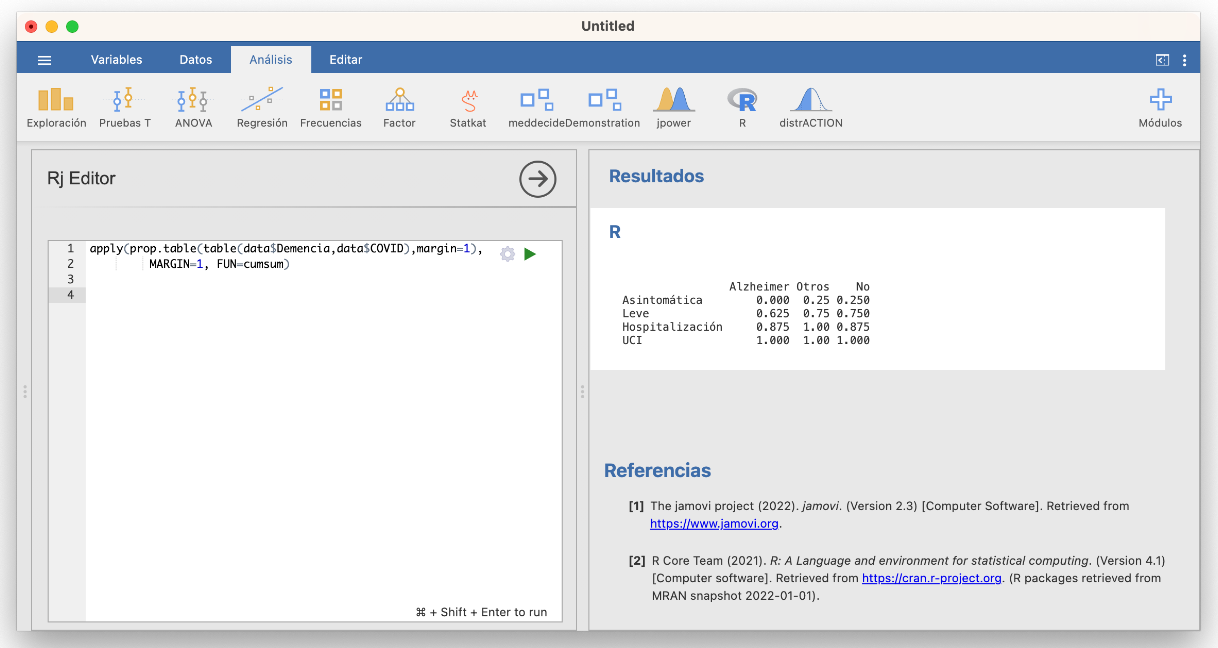 Untitled
Variables Datos Análisis Editar
Exploración Pruebas T ANOVA Regresión Frecuencias Factor Statkat meddecide Demonstration jpower R distrACTION Módulos
Rj Editor
1 apply(prop.table(table(data$Demencia,data$COVID),margin=1),
2 MARGIN=1, FUN=cumsum)
3
4
⌘ + Shift + Enter to run
Resultados
R
Alzheimer Otros No
Asintomática 0.000 0.25 0.250
Leve 0.625 0.75 0.750
Hospitalización 0.875 1.00 0.875
UCI 1.000 1.00 1.000
Referencias
[1] The jamovi project (2022). jamovi. (Version 2.3) [Computer Software]. Retrieved from
https://www.jamovi.org.
[2] R Core Team (2021). R: A Language and environment for statistical computing. (Version 4.1)
[Computer software]. Retrieved from https://cran.r-project.org. (R packages retrieved from
MRAN snapshot 2022-01-01).